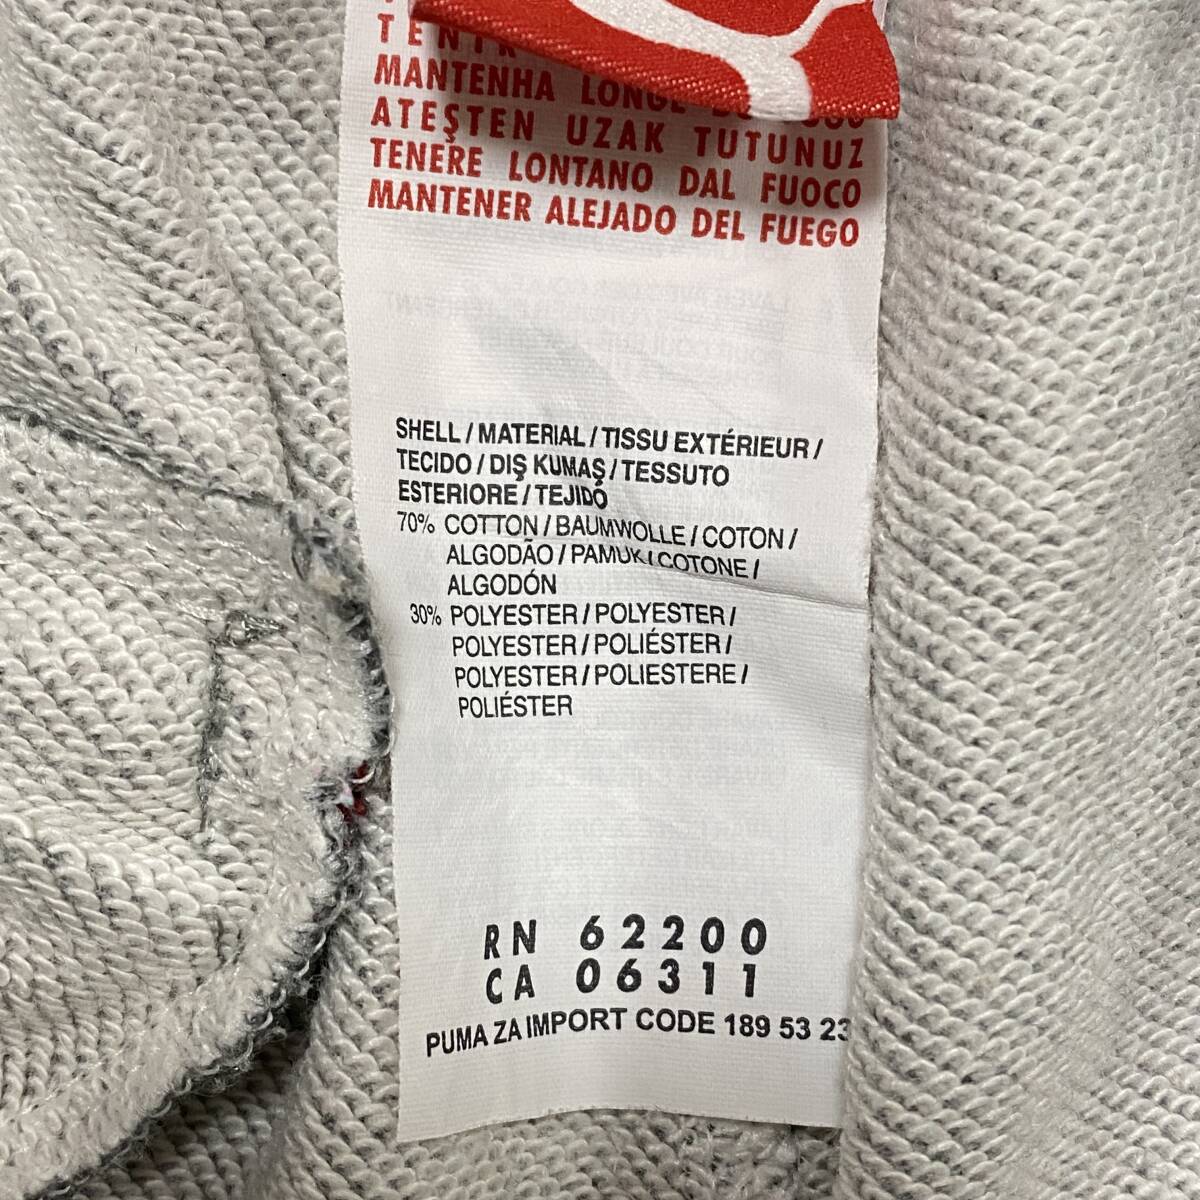 MANTENHA LONGE
ATEŞTEN UZAK TUTUNUZ
TENERE LONTANO DAL FUOCO
MANTENER ALEJADO DEL FUEGO
SHELL / MATERIAL / TISSU EXTÉRIEUR /
TECIDO / DIŞ KUMAŞ / TESSUTO
ESTERIORE / TEJIDO
70% COTTON / BAUMWOLLE / COTON /
ALGODÃO / PAMUK / COTONE /
ALGODÓN
30% POLYESTER / POLYESTER /
POLYESTER / POLIÉSTER /
POLYESTER / POLIESTERE /
POLIÉSTER
RN 62200
CA 06311
PUMA ZA IMPORT CODE 189 53 23